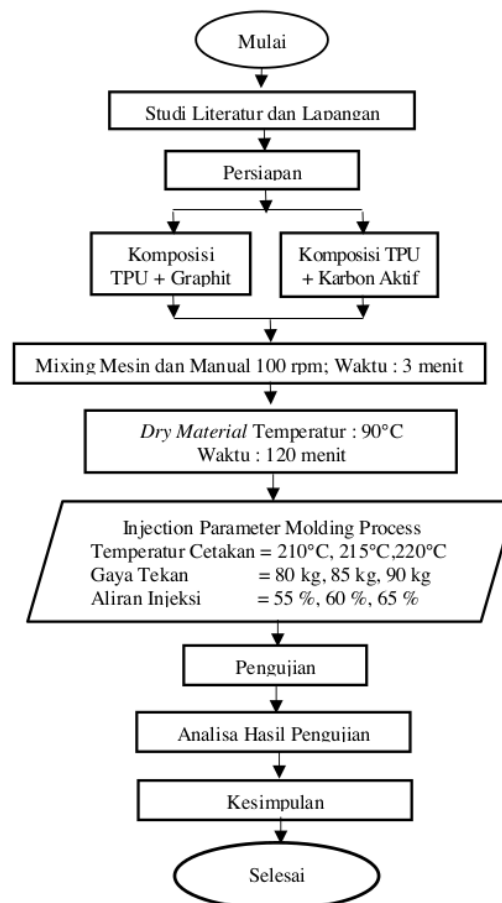 Mulai
Studi Literatur dan Lapangan
Persiapan
Komposisi
TPU + Graphit
Komposisi TPU
+ Karbon Aktif
Mixing Mesin dan Manual 100 rpm; Waktu : 3 menit
Dry Material Temperatur : 90°C
Waktu : 120 menit
Injection Parameter Molding Process
Temperatur Cetakan = 210°C, 215°C,220°C
Gaya Tekan = 80 kg, 85 kg, 90 kg
Aliran Injeksi = 55 %, 60 %, 65 %
Pengujian
Analisa Hasil Pengujian
Kesimpulan
Selesai